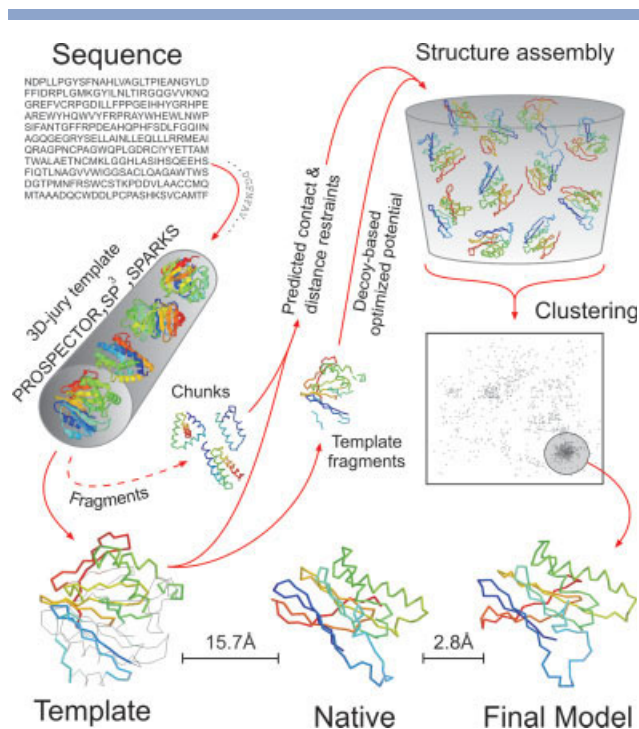 Sequence
NDPLLPGYSFNAHLVAGLTPIEANGYLD
FFIDRPLGMKGYILNLTIRGQGVVKNQ
GREFVCRPGDILLFPPGEIHHYGRHPE
AREWYHQWVYFRPRAYWHEWLNWP
SIFANTGFFRPDEAHQPHFSDLFGQIIN
AGQGEGRYSELLAINLLEQLLLRRMEAI
QRAGPNCPAGWQPLGDRCIYYETTAM
TWALAETNCMKLGGHLASIHSQEEHS
FIQTLNAGVVWIGGSACLQAGAWTWS
DGTPMNFRSWCSTKPDDVLAACCMQ
MTAAADQCWDDLPCPASHKSVCAMTF
3D-jury template
PROSPECTOR,SP3,SPARKS
Fragments
Chunks
Predicted contact &
distance restraints
Decoy-based
optimized potential
Template
fragments
Structure assembly
Clustering
15.7Å
2.8Å
Template
Native
Final Model